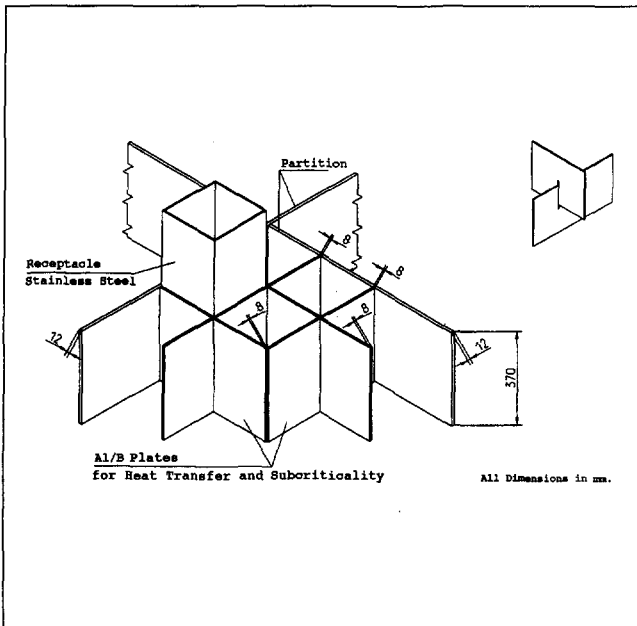 Partition
8
8
Receptacle
Stainless Steel
8
8
12
12
370
Al/B Plates
for Heat Transfer and Suboriticality
All Dimensions in mm.